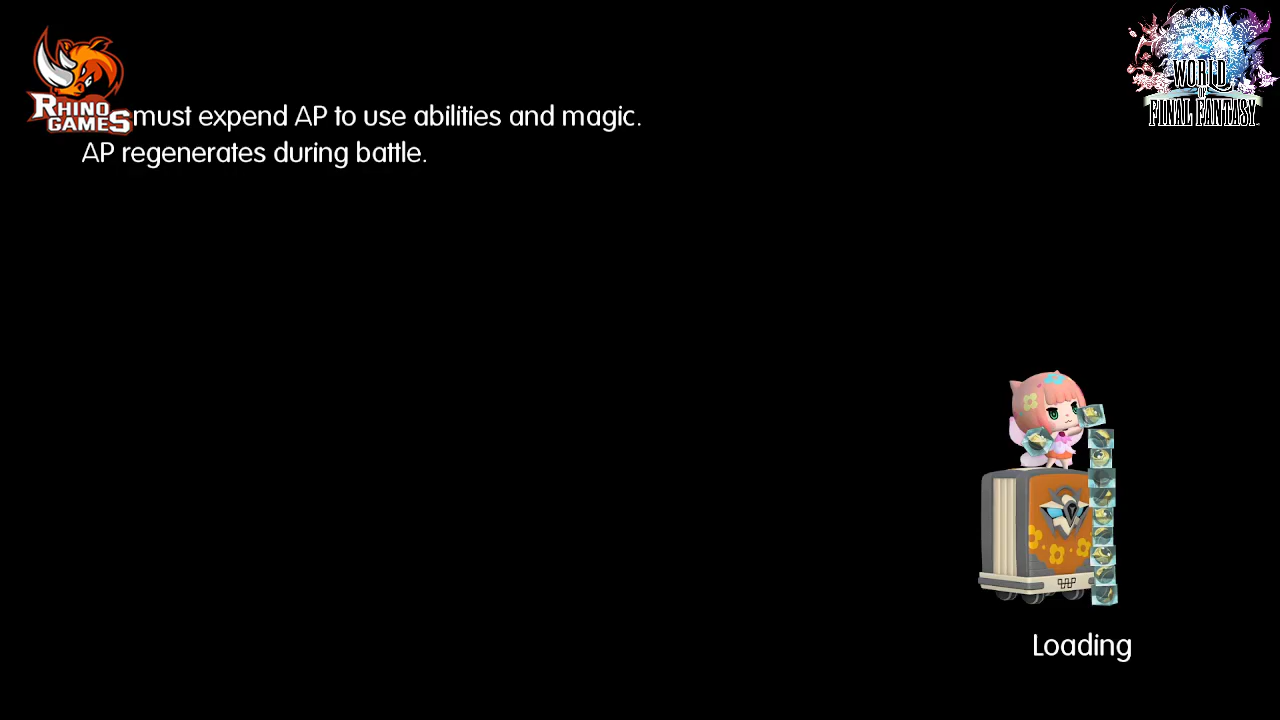 RHINO
GAMES
WORLD
OF
FINAL FANTASY
must expend AP to use abilities and magic.
AP regenerates during battle.
Loading